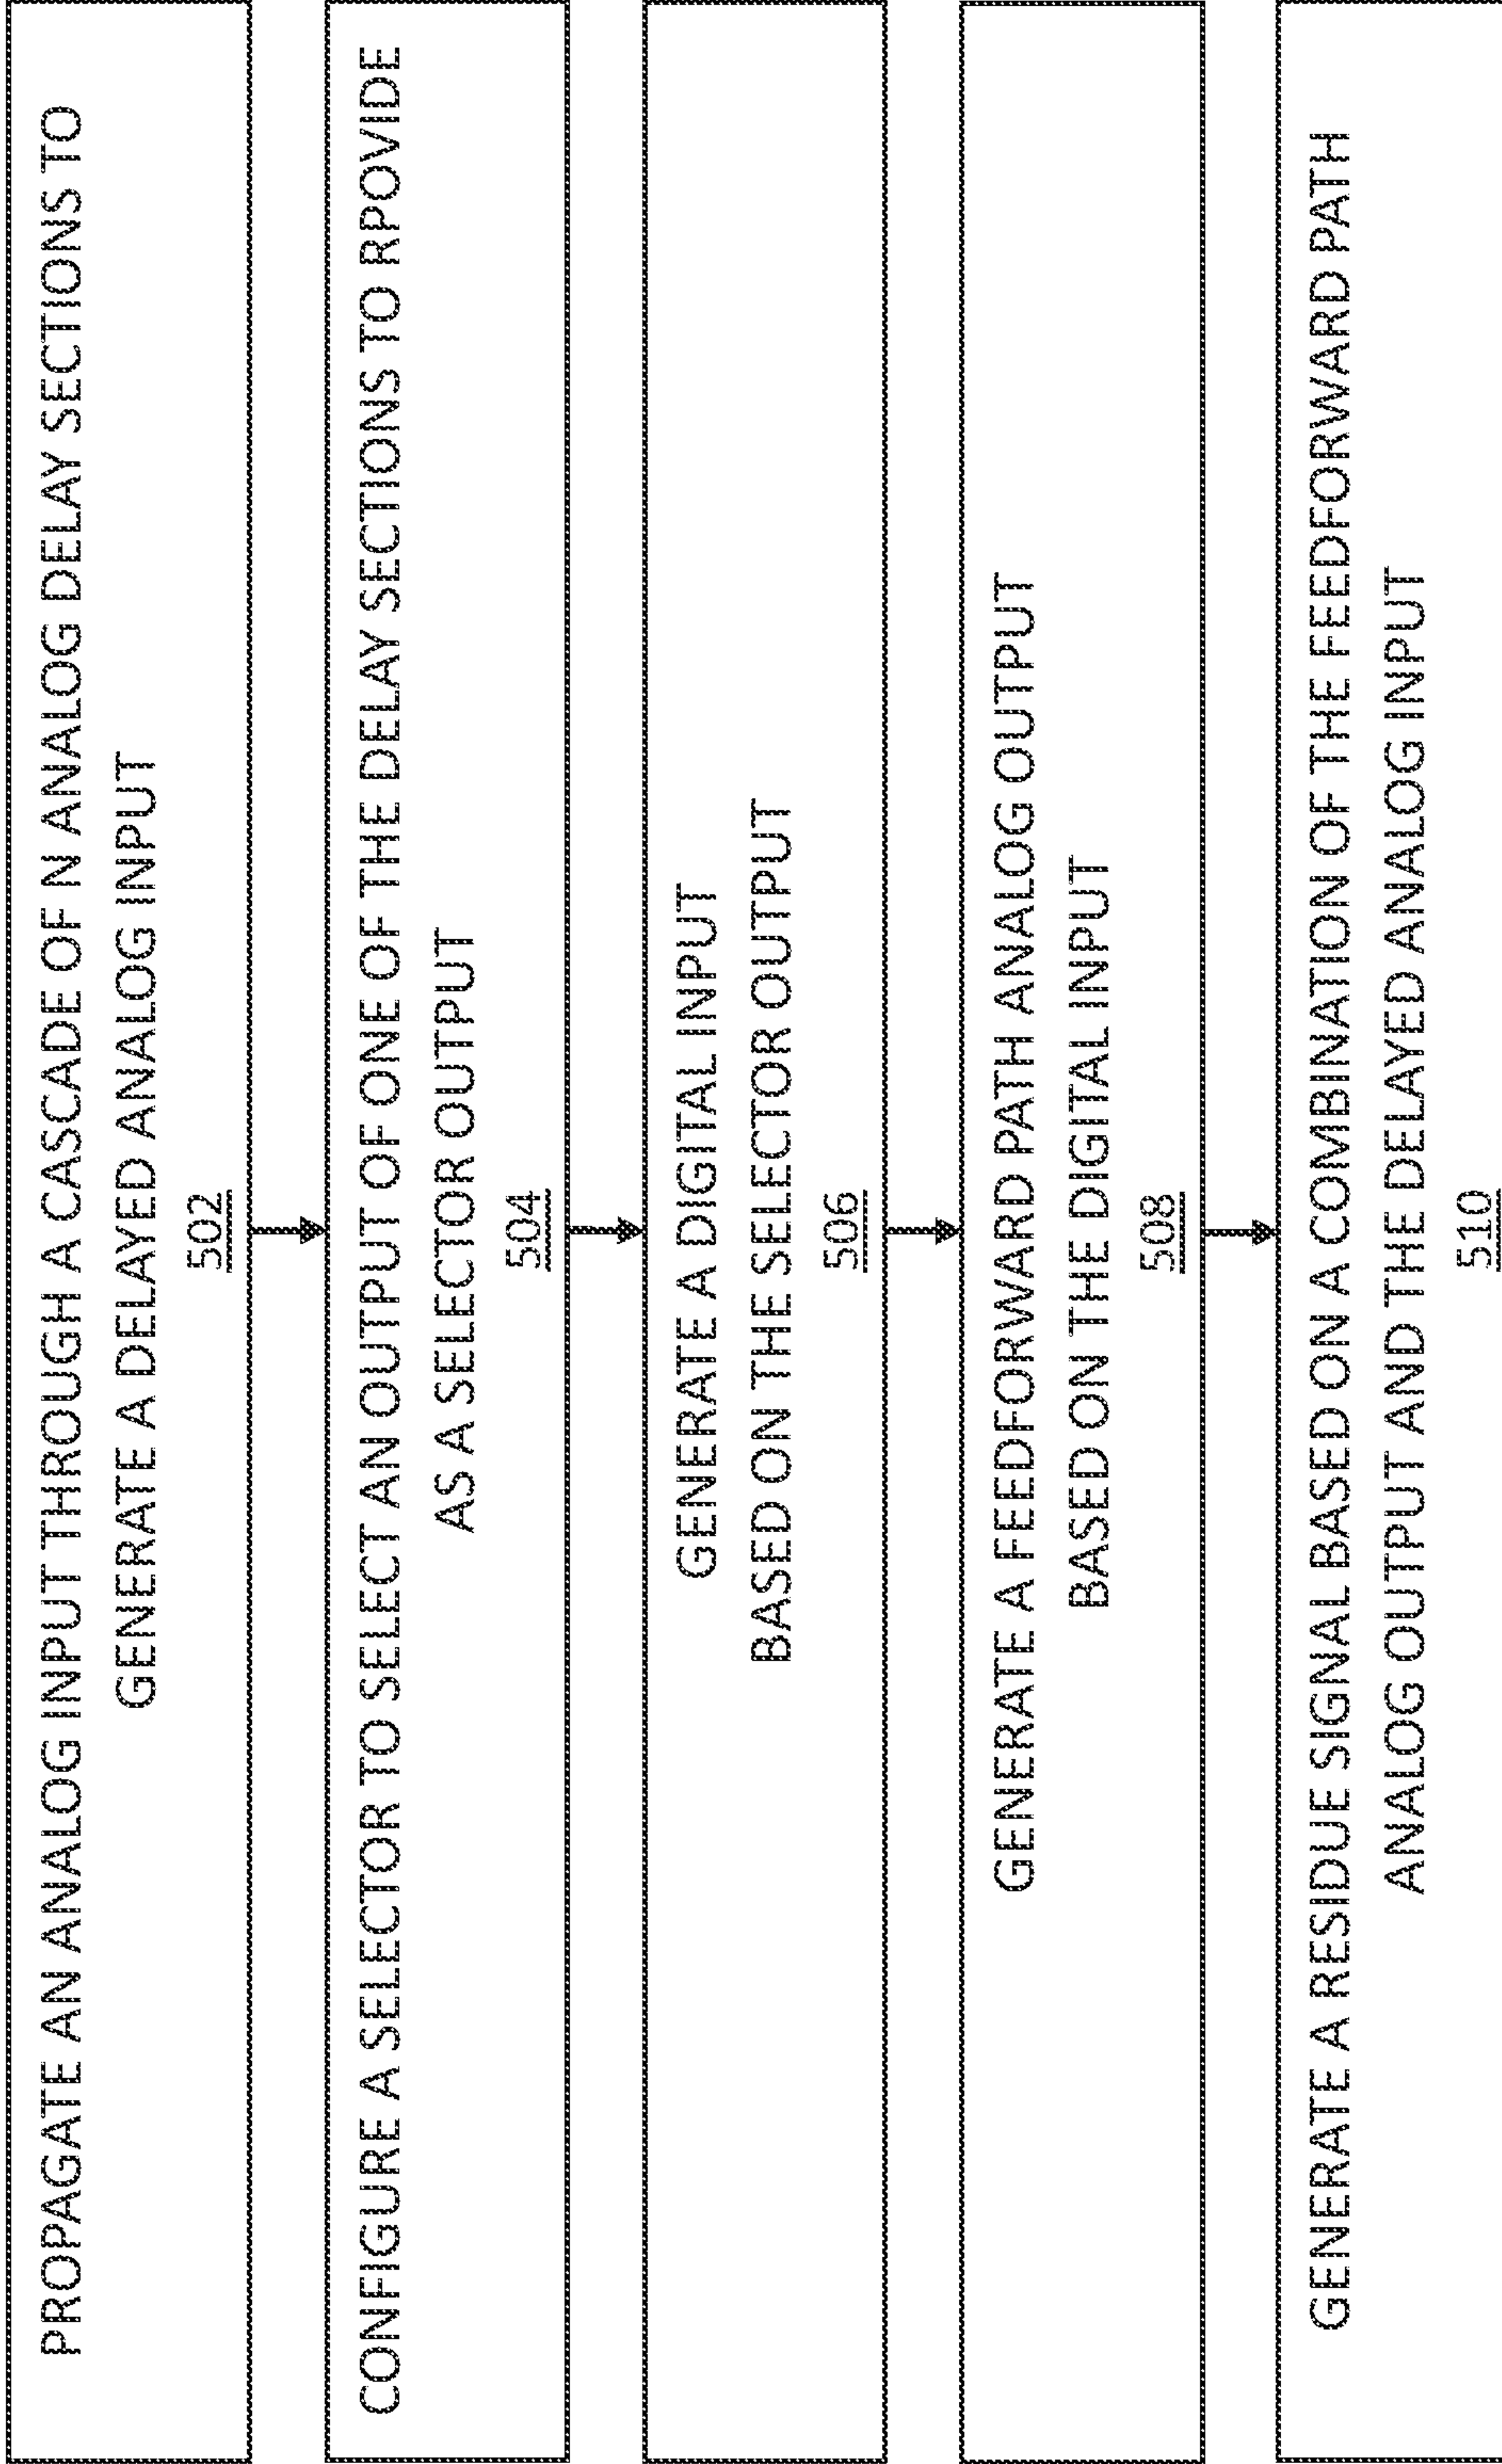 PROPAGATE AN ANALOG INPUT THROUGH A CASCADE OF N ANALOG DELAY SECTIONS TO
GENERATE A DELAYED ANALOG INPUT
502
CONFIGURE A SELECTOR TO SELECT AN OUTPUT OF ONE OF THE DELAY SECTIONS TO RPOVIDE
AS A SELECTOR OUTPUT
504
GENERATE A DIGITAL INPUT
BASED ON THE SELECTOR OUTPUT
506
GENERATE A FEEDFORWARD PATH ANALOG OUTPUT
BASED ON THE DIGITAL INPUT
508
GENERATE A RESIDUE SIGNAL BASED ON A COMBINATION OF THE FEEDFORWARD PATH
ANALOG OUTPUT AND THE DELAYED ANALOG INPUT
510